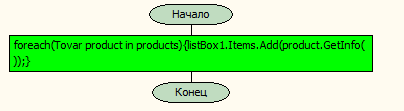 Начало
foreach(Tovar product in products){listBox1.Items.Add(product.GetInfo(
));}
Конец